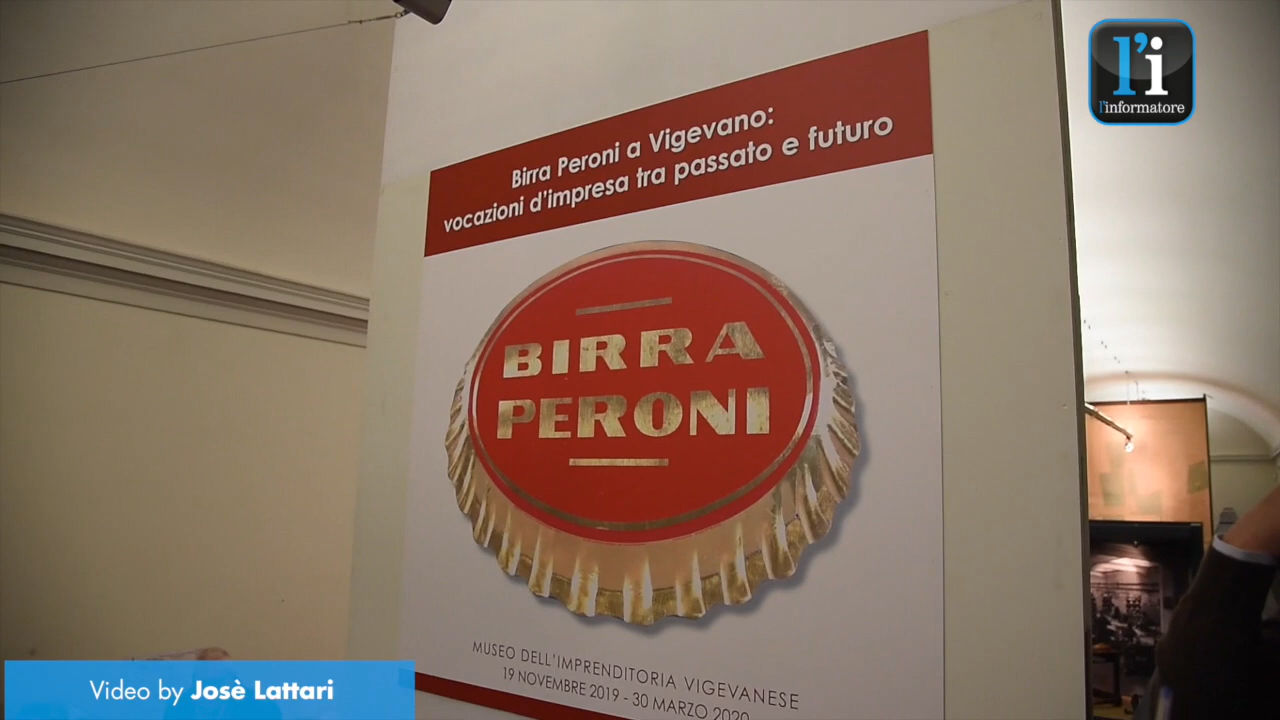 l'i
l'informatore
Birra Peroni a Vigevano:
vocazioni d'impresa tra passato e futuro
BIRRA
PERONI
MUSEO DELL'IMPRENDITORIA VIGEVANESE
19 NOVEMBRE 2019 - 30 MARZO 2020
Video by Josè Lattari